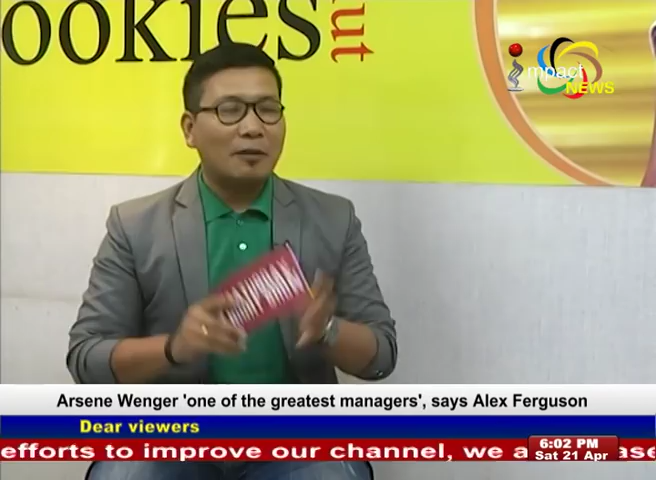 ookies
ut
impact
NEWS
Arsene Wenger 'one of the greatest managers', says Alex Ferguson
Dear viewers
efforts to improve our channel, we a
6:02 PM
Sat 21 Apr
ase